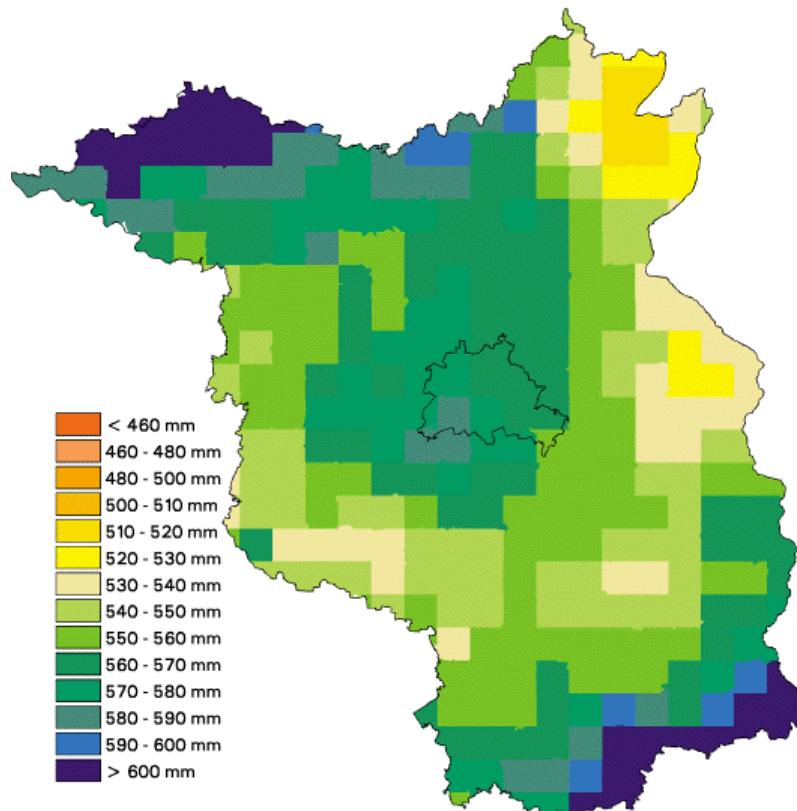 < 460 mm
460 - 480 mm
480 - 500 mm
500 - 510 mm
510 - 520 mm
520 - 530 mm
530 - 540 mm
540 - 550 mm
550 - 560 mm
560 - 570 mm
570 - 580 mm
580 - 590 mm
590 - 600 mm
> 600 mm